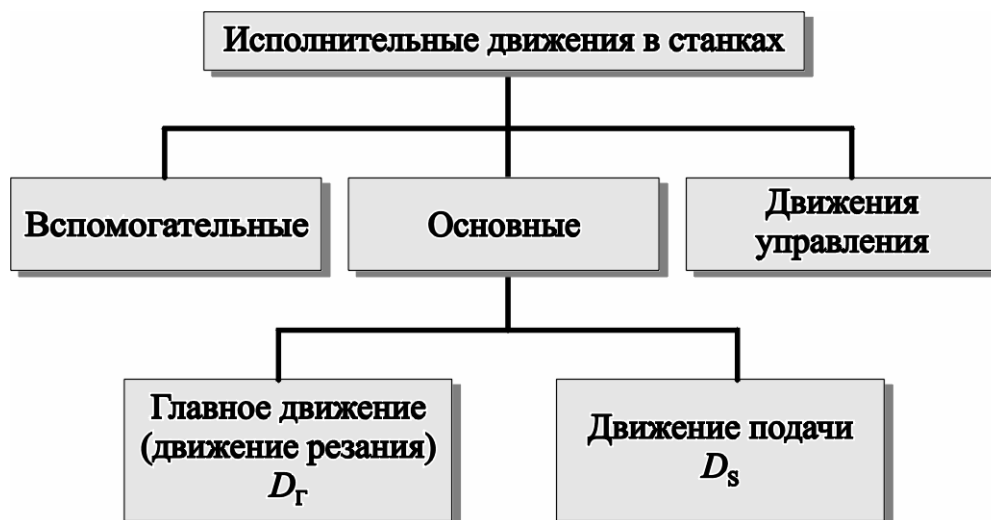 Исполнительные движения в станках
Вспомогательные
Основные
Движения
управления
Главное движение
(движение резания)
Dг
Движение подачи
Ds